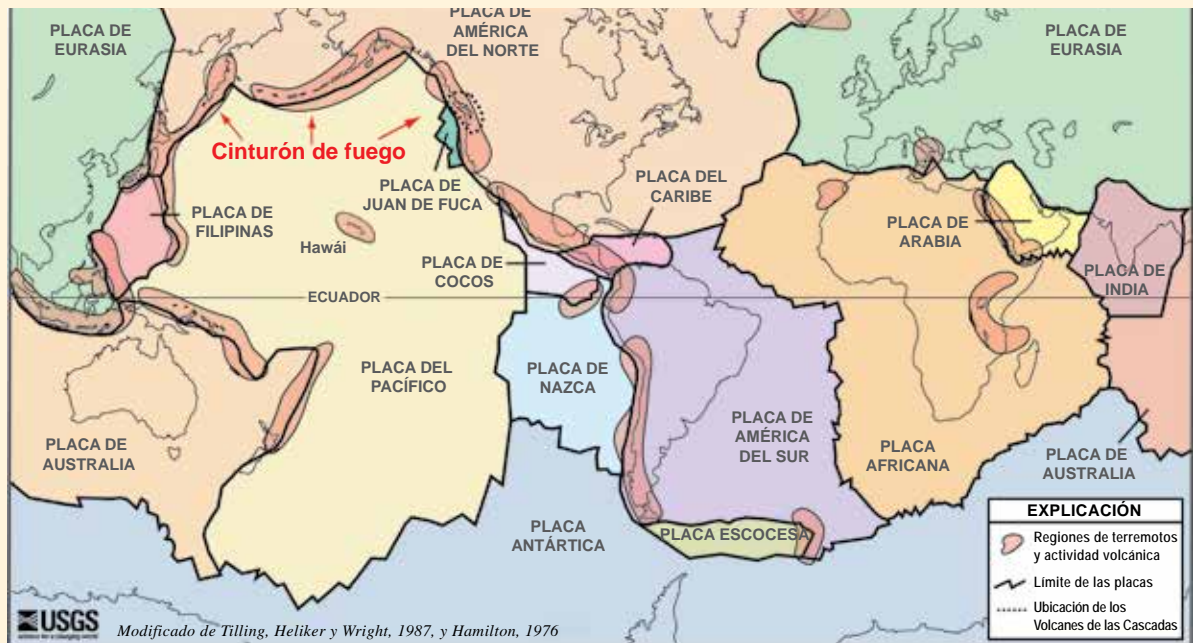 PLACA DE
EURASIA
PLACA DE
AMÉRICA
DEL NORTE
PLACA DE
EURASIA
Cinturón de fuego
PLACA DE
JUAN DE FUCA
PLACA DEL
CARIBE
PLACA DE
FILIPINAS
Hawái
PLACA DE
COCOS
PLACA DE
ARABIA
PLACA DE
INDIA
ECUADOR
PLACA DEL
PACÍFICO
PLACA DE
NAZCA
PLACA DE
AMÉRICA
DEL SUR
PLACA DE
AUSTRALIA
PLACA
AFRICANA
PLACA DE
AUSTRALIA
PLACA
ANTÁRTICA
PLACA ESCOCESA
EXPLICACIÓN
Regiones de terremotos
y actividad volcánica
Límite de las placas
Ubicación de los
Volcanes de las Cascadas
USGS
science for a changing world
Modificado de Tilling, Heliker y Wright, 1987, y Hamilton, 1976